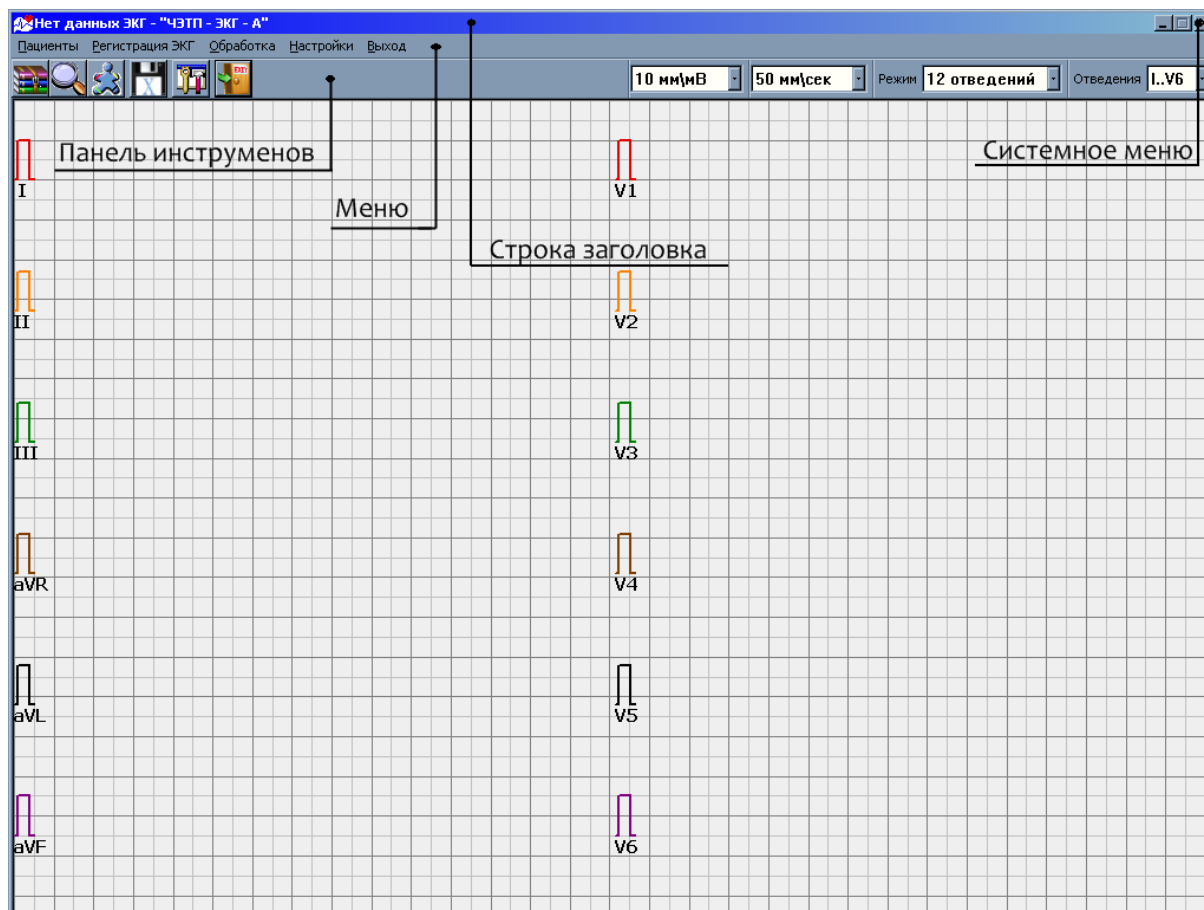 Нет данных ЭКГ - "ЧЭТП - ЭКГ - А"
Пациенты Регистрация ЭКГ Обработка Настройки Выход
EXIT 10 мм\мВ 50 мм\сек Режим 12 отведений Отведения I..V6
Панель инструменов Системное меню
I V1
Меню
Строка заголовка
II V2
III V3
aVR V4
aVL V5
aVF V6